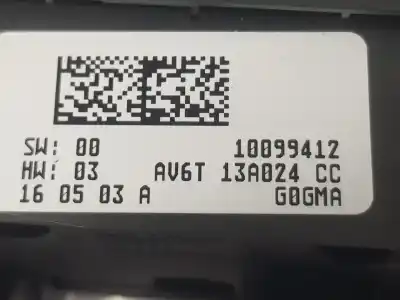 SW: 00 10099412
HW: 03 AV6T 13A024 CC
16 05 03 A G0GMA